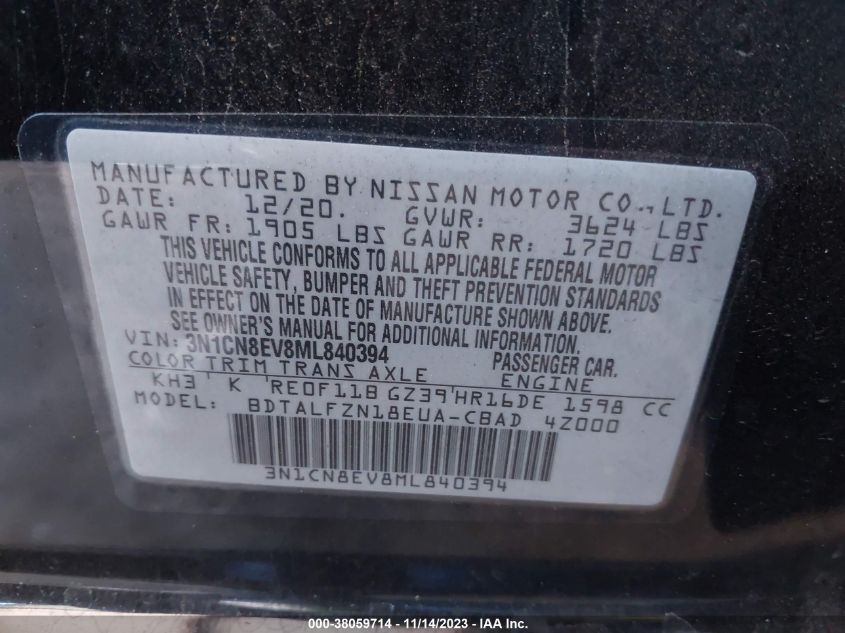 MANUFACTURED BY NISSAN MOTOR CO., LTD.
DATE: 12/20. GVWR: 3624 LBS
GAWR FR: 1905 LBS GAWR RR: 1720 LBS
THIS VEHICLE CONFORMS TO ALL APPLICABLE FEDERAL MOTOR
VEHICLE SAFETY, BUMPER AND THEFT PREVENTION STANDARDS
IN EFFECT ON THE DATE OF MANUFACTURE SHOWN ABOVE.
SEE OWNER'S MANUAL FOR ADDITIONAL INFORMATION.
VIN: 3N1CN8EV8ML840394 PASSENGER CAR.
COLOR TRIM TRANS AXLE ENGINE
KH3 ' K 'RE0F11B GZ39'HR16DE 1598 CC
MODEL: BDTALFZN18EUA-CBAD 4Z000
3N1CN8EV8ML840394
000-38059714 - 11/14/2023 - IAA, Inc.